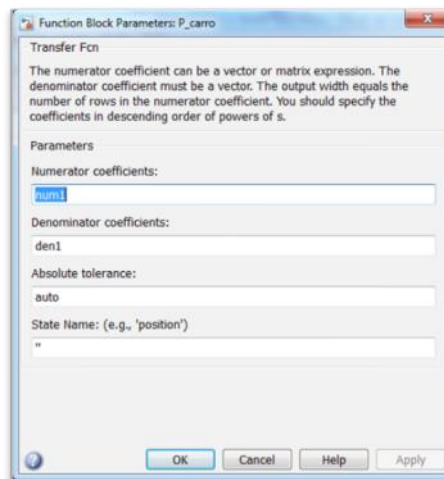 Function Block Parameters: P_carro
Transfer Fcn
The numerator coefficient can be a vector or matrix expression. The
denominator coefficient must be a vector. The output width equals the
number of rows in the numerator coefficient. You should specify the
coefficients in descending order of powers of s.
Parameters
Numerator coefficients:
num1
Denominator coefficients:
den1
Absolute tolerance:
auto
State Name: (e.g., 'position')
''
OK Cancel Help Apply